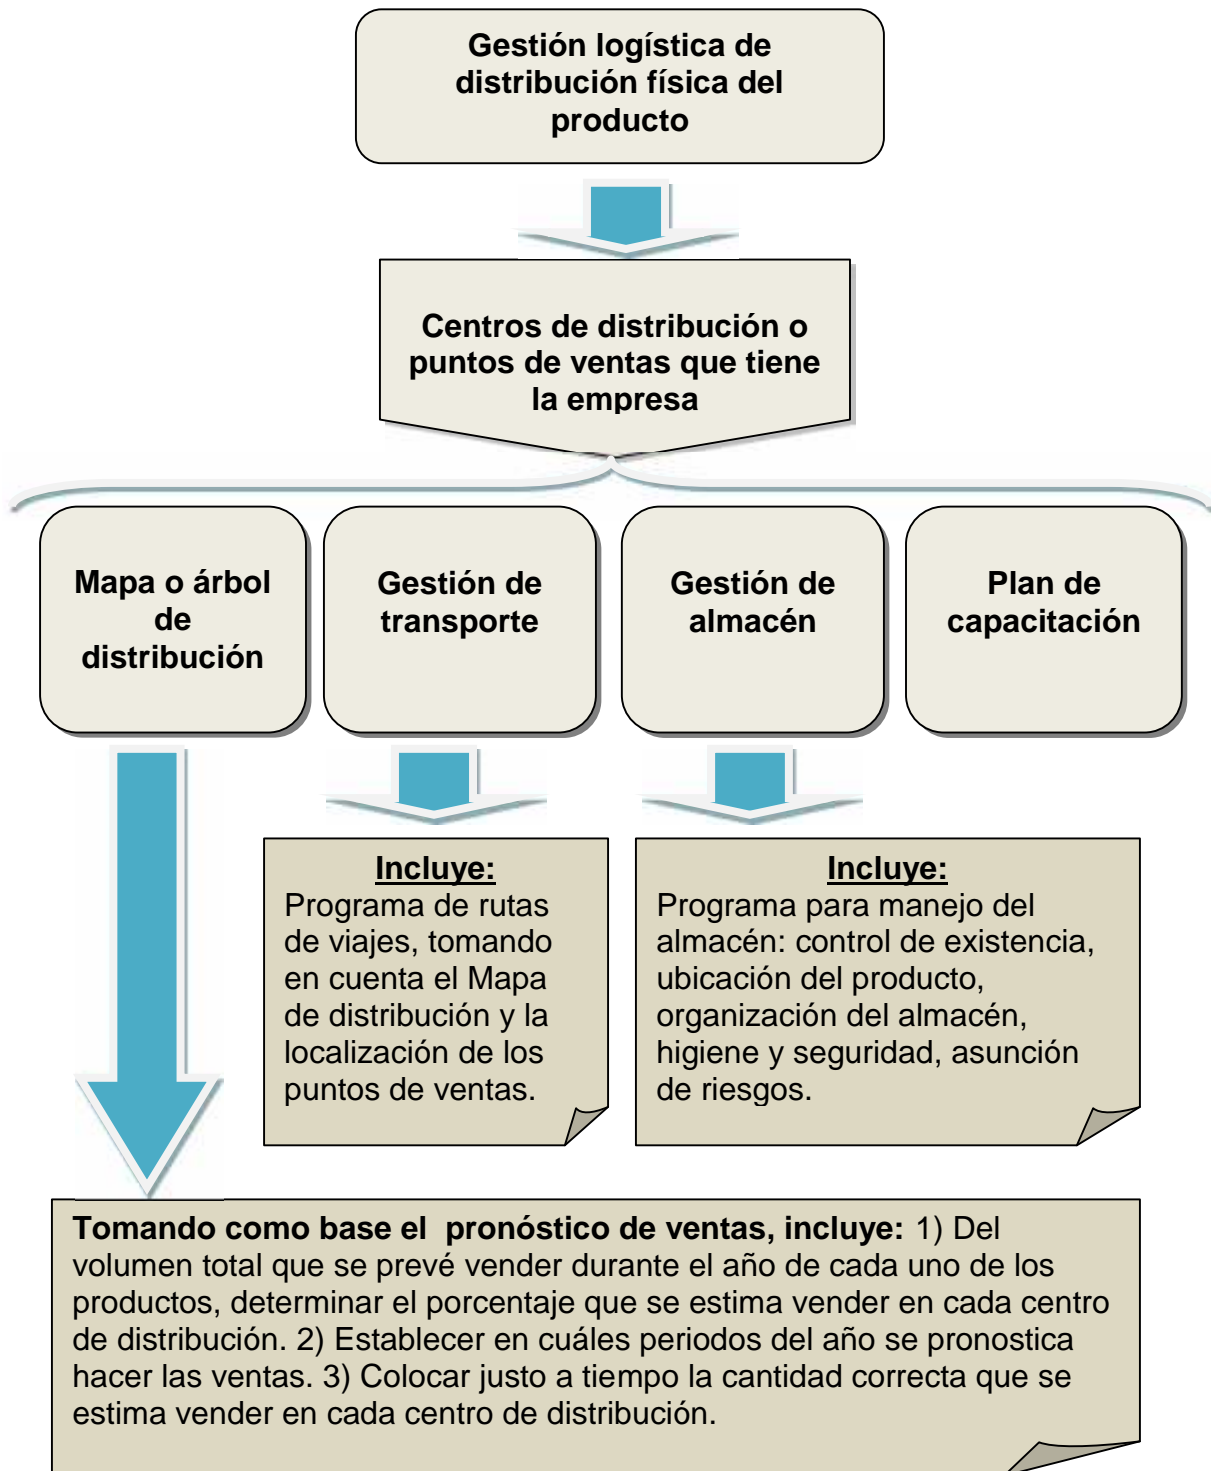 Gestión logística de
distribución física del
producto
Centros de distribución o
puntos de ventas que tiene
la empresa
Mapa o árbol
de
distribución
Gestión de
transporte
Gestión de
almacén
Plan de
capacitación
Incluye:
Programa de rutas
de viajes, tomando
en cuenta el Mapa
de distribución y la
localización de los
puntos de ventas.
Incluye:
Programa para manejo del
almacén: control de existencia,
ubicación del producto,
organización del almacén,
higiene y seguridad, asunción
de riesgos.
Tomando como base el  pronóstico de ventas, incluye: 1) Del
volumen total que se prevé vender durante el año de cada uno de los
productos, determinar el porcentaje que se estima vender en cada centro
de distribución. 2) Establecer en cuáles periodos del año se pronostica
hacer las ventas. 3) Colocar justo a tiempo la cantidad correcta que se
estima vender en cada centro de distribución.